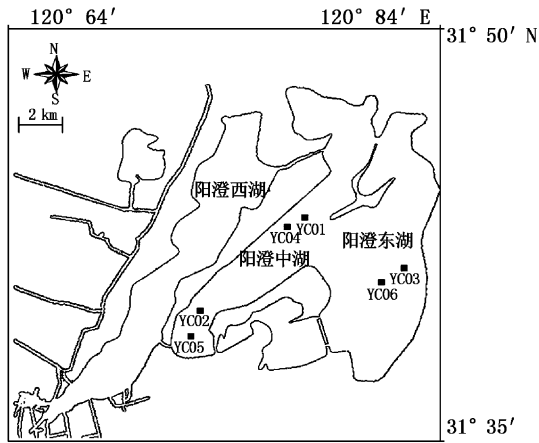 120° 64′
120° 84′ E
31° 50′ N
N
W
E
S
2 km
阳澄西湖
YC01
YC04
阳澄东湖
阳澄中湖
YC03
YC06
YC02
YC05
31° 35′